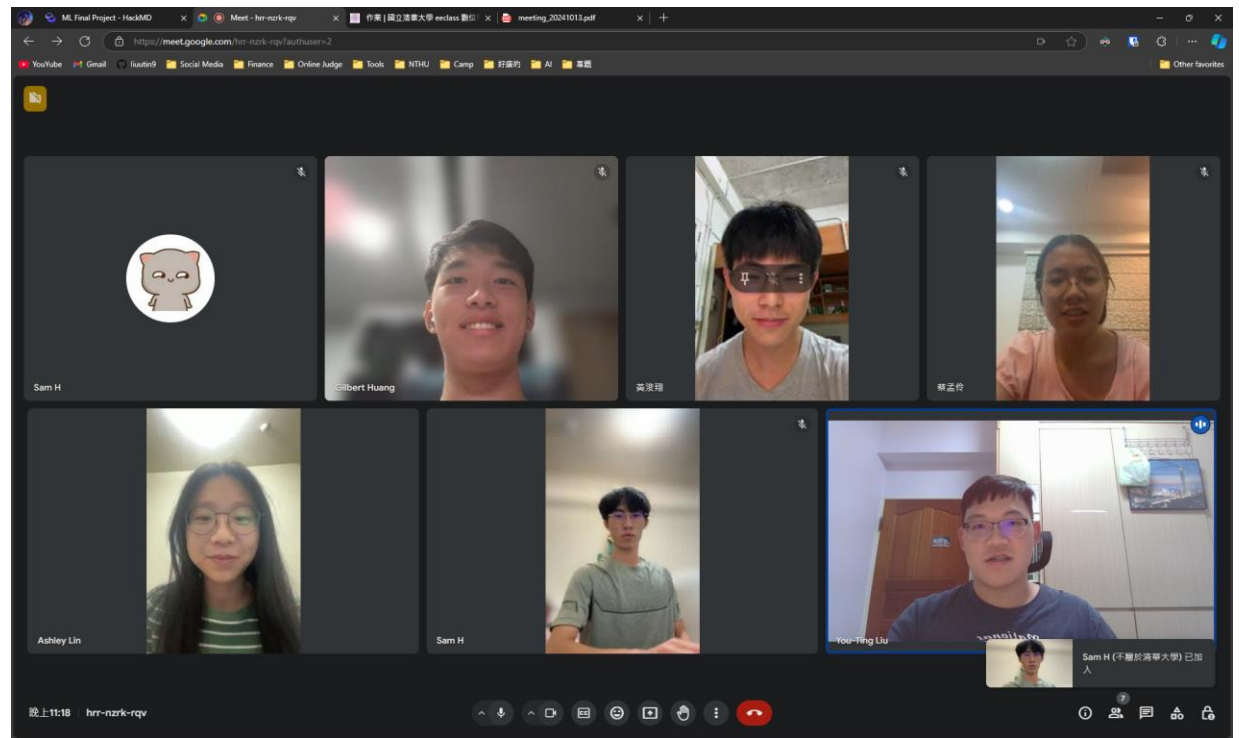 ML Final Project - HackMD
Meet - hrr-nzrk-rqv
作業 | 國立清華大學 eeclass 數位
meeting_20241013.pdf
https://meet.google.com/hrr-nzrk-rqv?authuser=2
YouYube
Gmail
liuutin9
Social Media
Finance
Online Judge
Tools
NTHU
Camp
AI
專題
Other favorites
Sam H
Gilbert Huang
黃浚翔
蔡孟伶
Ashley Lin
Sam H
You-Ting Liu
Sam H (不屬於清華大學) 已加
入
晚上11:18
hrr-nzrk-rqv
7